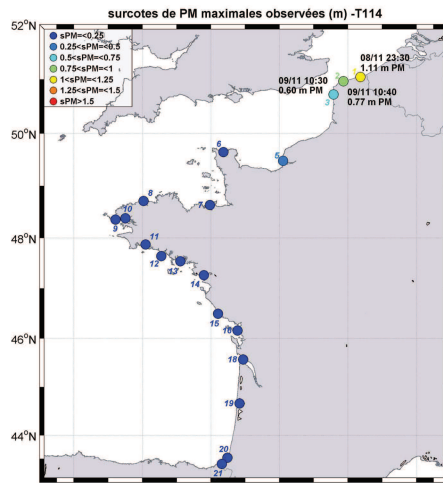 surcotes de PM maximales observées (m) -T114
52°N
50°N
48°N
46°N
44°N
sPM=<0.25
0.25<sPM=<0.5
0.5<sPM=<0.75
0.75<sPM=<1
1<sPM=<1.25
1.25<sPM=<1.5
sPM>1.5
08/11 23:30
1.11 m PM
09/11 10:30
0.60 m PM
09/11 10:40
0.77 m PM
1
2
3
5
6
7
8
9
10
11
12
13
14
15
16
18
19
20
21